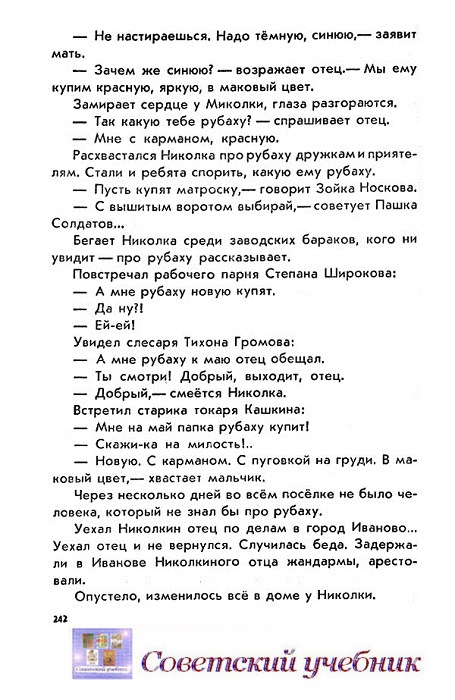 — Не настираешься. Надо тёмную, синюю,— заявит
мать.
— Зачем же синюю? — возражает отец.— Мы ему
купим красную, яркую, в маковый цвет.
Замирает сердце у Миколки, глаза разгораются.
— Так какую тебе рубаху? — спрашивает отец.
— Мне с карманом, красную.
Расхвастался Николка про рубаху дружкам и прияте-
лям. Стали и ребята спорить, какую ему рубаху.
— Пусть купят матроску,— говорит Зойка Носкова.
— С вышитым воротом выбирай,— советует Пашка
Солдатов...
Бегает Николка среди заводских бараков, кого ни
увидит — про рубаху рассказывает.
Повстречал рабочего парня Степана Широкова:
— А мне рубаху новую купят.
— Да ну?!
— Ей-ей!
Увидел слесаря Тихона Громова:
— А мне рубаху к маю отец обещал.
— Ты смотри! Добрый, выходит, отец.
— Добрый,— смеётся Николка.
Встретил старика токаря Кашкина:
— Мне на май папка рубаху купит!
— Скажи-ка на милость!..
— Новую. С карманом. С пуговкой на груди. В ма-
ковый цвет,— хвастает мальчик.
Через несколько дней во всём посёлке не было че-
ловека, который не знал бы про рубаху.
Уехал Николкин отец по делам в город Иваново...
Уехал отец и не вернулся. Случилась беда. Задержа-
ли в Иванове Николкиного отца жандармы, аресто-
вали.
Опустело, изменилось всё в доме у Николки.
242
Советский учебник